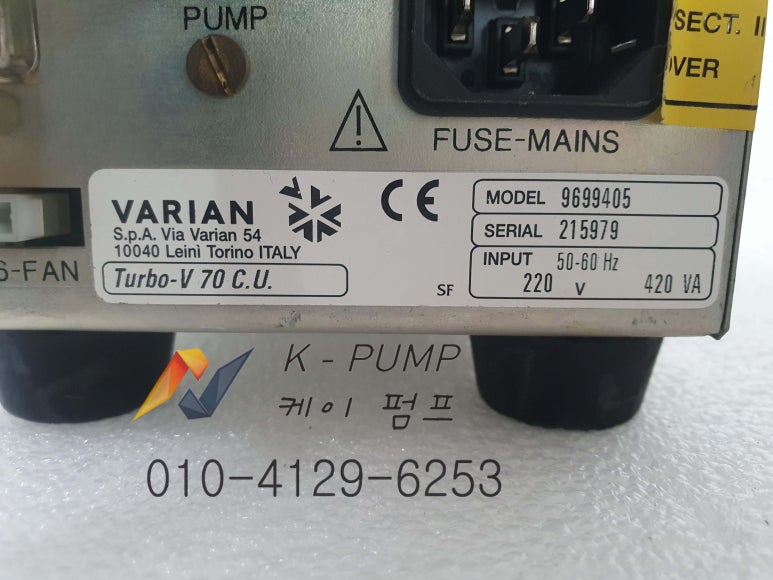 PUMP
SECT.
OVER
FUSE-MAINS
VARIAN
S.p.A. Via Varian 54
10040 Leinì Torino ITALY
Turbo-V 70 C.U.
CE
SF
MODEL 9699405
SERIAL 215979
INPUT 50-60 Hz
220 V 420 VA
-FAN
K - PUMP
케이 펌프
010-4129-6253